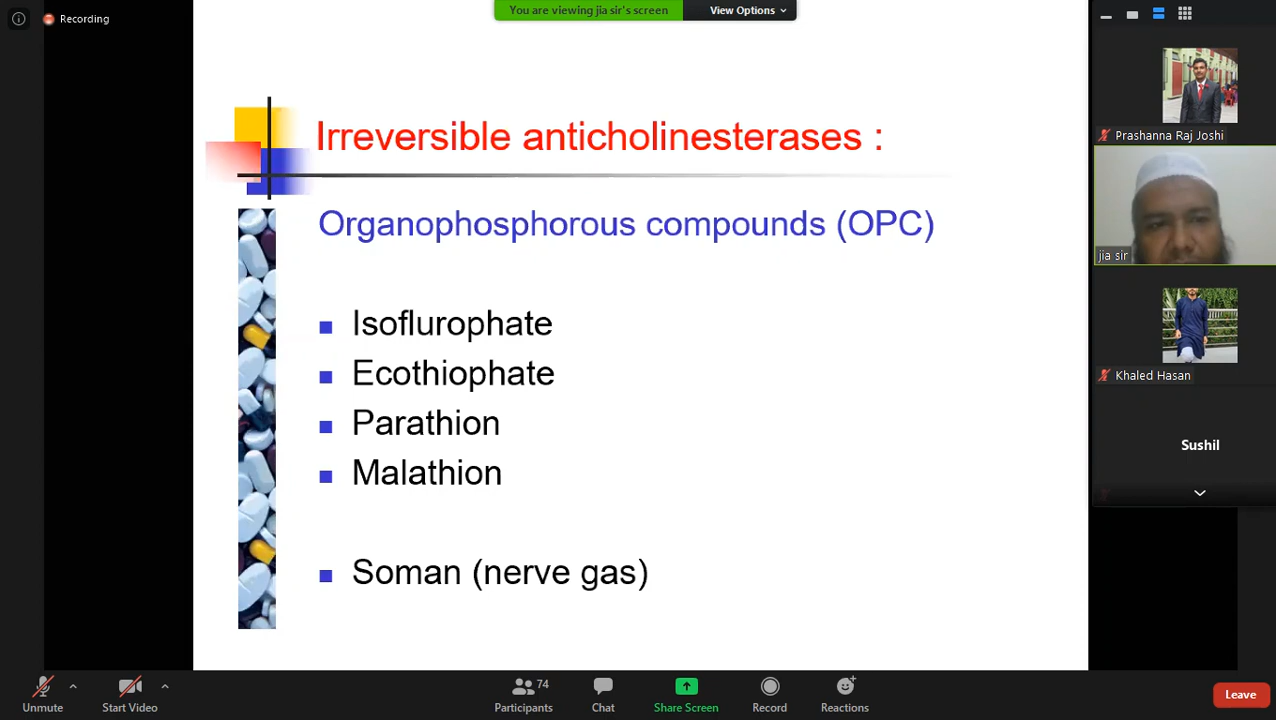 Recording
You are viewing jia sir's screen
View Options
Irreversible anticholinesterases :
Organophosphorous compounds (OPC)
Isoflurophate
Ecothiophate
Parathion
Malathion
Soman (nerve gas)
Prashanna Raj Joshi
jia sir
Khaled Hasan
Sushil
Unmute
Start Video
74
Participants
Chat
Share Screen
Record
Reactions
Leave